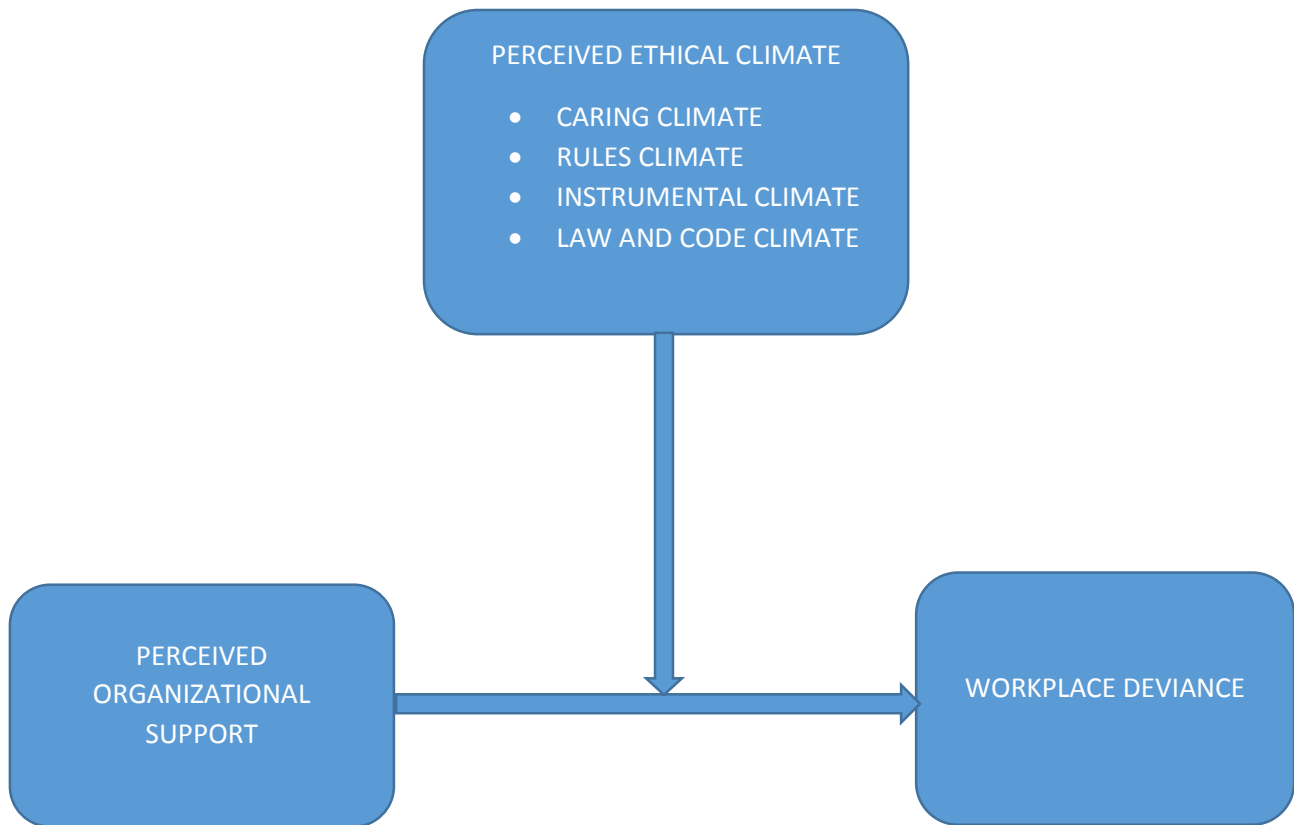 PERCEIVED ETHICAL CLIMATE
• CARING CLIMATE
• RULES CLIMATE
• INSTRUMENTAL CLIMATE
• LAW AND CODE CLIMATE
PERCEIVED
ORGANIZATIONAL
SUPPORT
WORKPLACE DEVIANCE